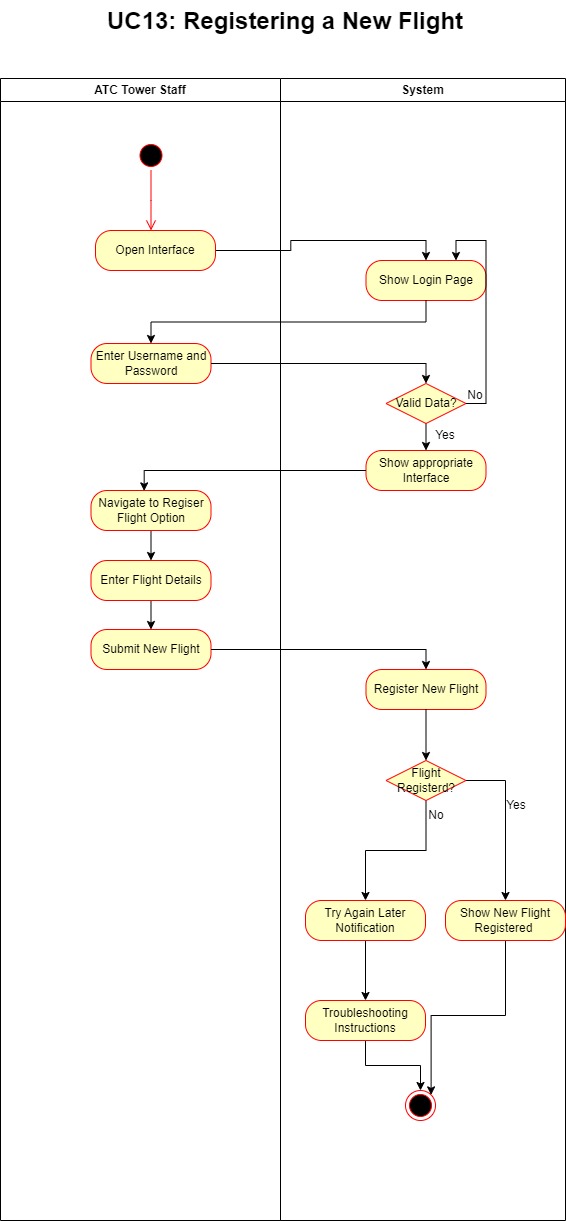 UC13: Registering a New Flight
ATC Tower Staff
System
Open Interface
Show Login Page
Enter Username and
Password
Valid Data?
No
Yes
Show appropriate
Interface
Navigate to Regiser
Flight Option
Enter Flight Details
Submit New Flight
Register New Flight
Flight
Registerd?
Yes
No
Try Again Later
Notification
Show New Flight
Registered
Troubleshooting
Instructions